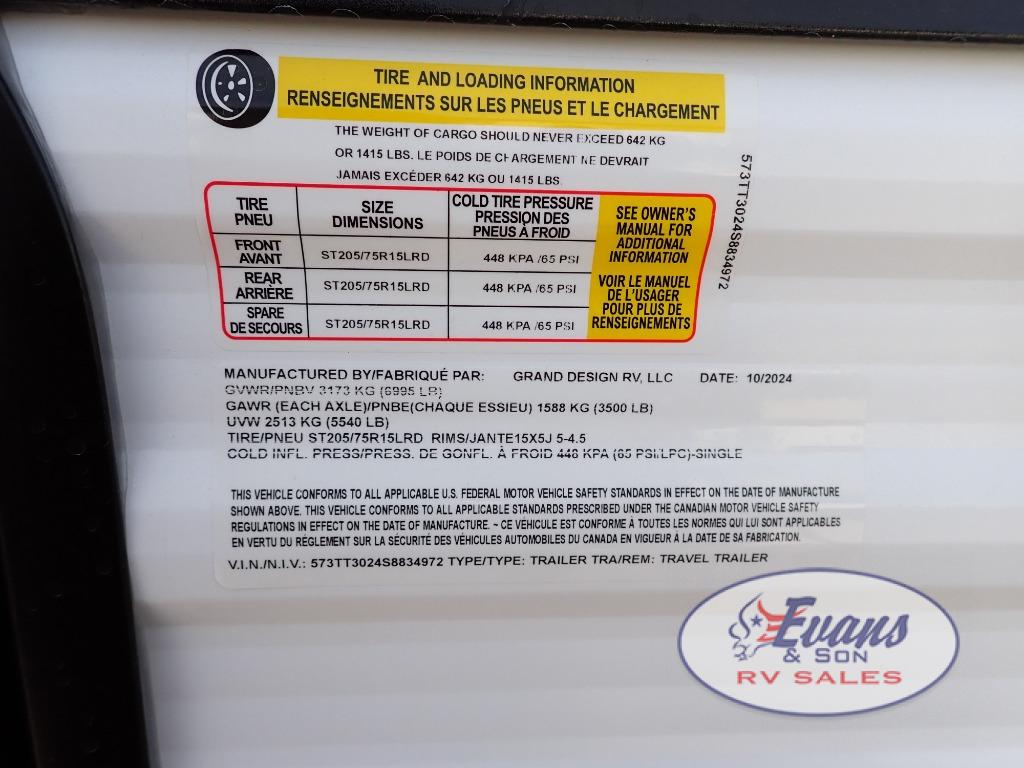 TIRE AND LOADING INFORMATION
RENSEIGNEMENTS SUR LES PNEUS ET LE CHARGEMENT
THE WEIGHT OF CARGO SHOULD NEVER EXCEED 642 KG
OR 1415 LBS. LE POIDS DE CHARGEMENT NE DEVRAIT
JAMAIS EXCÉDER 642 KG OU 1415 LBS.
573TT3024S8834972
TIRE
PNEU
SIZE
DIMENSIONS
COLD TIRE PRESSURE
PRESSION DES
PNEUS À FROID
SEE OWNER'S
MANUAL FOR
ADDITIONAL
INFORMATION
VOIR LE MANUEL
DE L'USAGER
POUR PLUS DE
RENSEIGNEMENTS
FRONT
AVANT
ST205/75R15LRD
448 KPA /65 PSI
REAR
ARRIÈRE
ST205/75R15LRD
448 KPA /65 PSI
SPARE
DE SECOURS
ST205/75R15LRD
448 KPA /65 PSI
MANUFACTURED BY/FABRIQUÉ PAR: GRAND DESIGN RV, LLC DATE: 10/2024
GVWR/PNBV 3173 KG (6995 LB)
GAWR (EACH AXLE)/PNBE(CHAQUE ESSIEU) 1588 KG (3500 LB)
UVW 2513 KG (5540 LB)
TIRE/PNEU ST205/75R15LRD RIMS/JANTE15X5J 5-4.5
COLD INFL. PRESS/PRESS. DE GONFL. À FROID 448 KPA (65 PSI/LPC)-SINGLE
THIS VEHICLE CONFORMS TO ALL APPLICABLE U.S. FEDERAL MOTOR VEHICLE SAFETY STANDARDS IN EFFECT ON THE DATE OF MANUFACTURE
SHOWN ABOVE. THIS VEHICLE CONFORMS TO ALL APPLICABLE STANDARDS PRESCRIBED UNDER THE CANADIAN MOTOR VEHICLE SAFETY
REGULATIONS IN EFFECT ON THE DATE OF MANUFACTURE. ~ CE VÉHICULE EST CONFORME À TOUTES LES NORMES QUI LUI SONT APPLICABLES
EN VERTU DU RÉGLEMENT SUR LA SÉCURITÉ DES VÉHICULES AUTOMOBILES DU CANADA EN VIGUEUR À LA DATE DE SA FABRICATION.
V.I.N./N.I.V.: 573TT3024S8834972 TYPE/TYPE: TRAILER TRA/REM: TRAVEL TRAILER
Evans
& SON
RV SALES